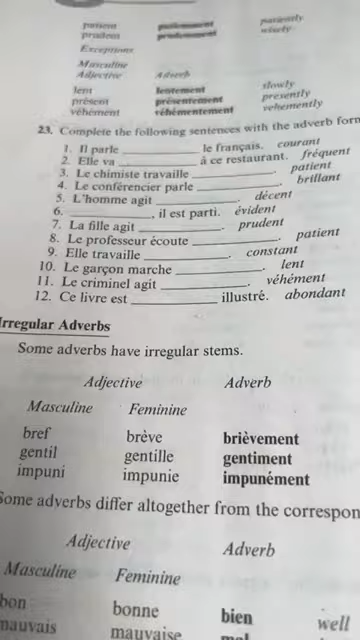 patient patiemment patiently
prudent prudemment wisely
Exceptions
Masculine
Adjective Adverb
lent lentement slowly
présent présentement presently
véhément véhémentement vehemently
23. Complete the following sentences with the adverb form
1. Il parle __________ le français. courant
2. Elle va __________ à ce restaurant. fréquent
3. Le chimiste travaille __________. patient
4. Le conférencier parle __________. brillant
5. L'homme agit __________. décent
6. __________, il est parti. évident
7. La fille agit __________. prudent
8. Le professeur écoute __________. patient
9. Elle travaille __________. constant
10. Le garçon marche __________. lent
11. Le criminel agit __________. véhément
12. Ce livre est __________ illustré. abondant
Irregular Adverbs
Some adverbs have irregular stems.
Adjective Adverb
Masculine Feminine
bref brève brièvement
gentil gentille gentiment
impuni impunie impunément
Some adverbs differ altogether from the correspon
Adjective Adverb
Masculine Feminine
bon bonne bien well
mauvais mauvaise mal